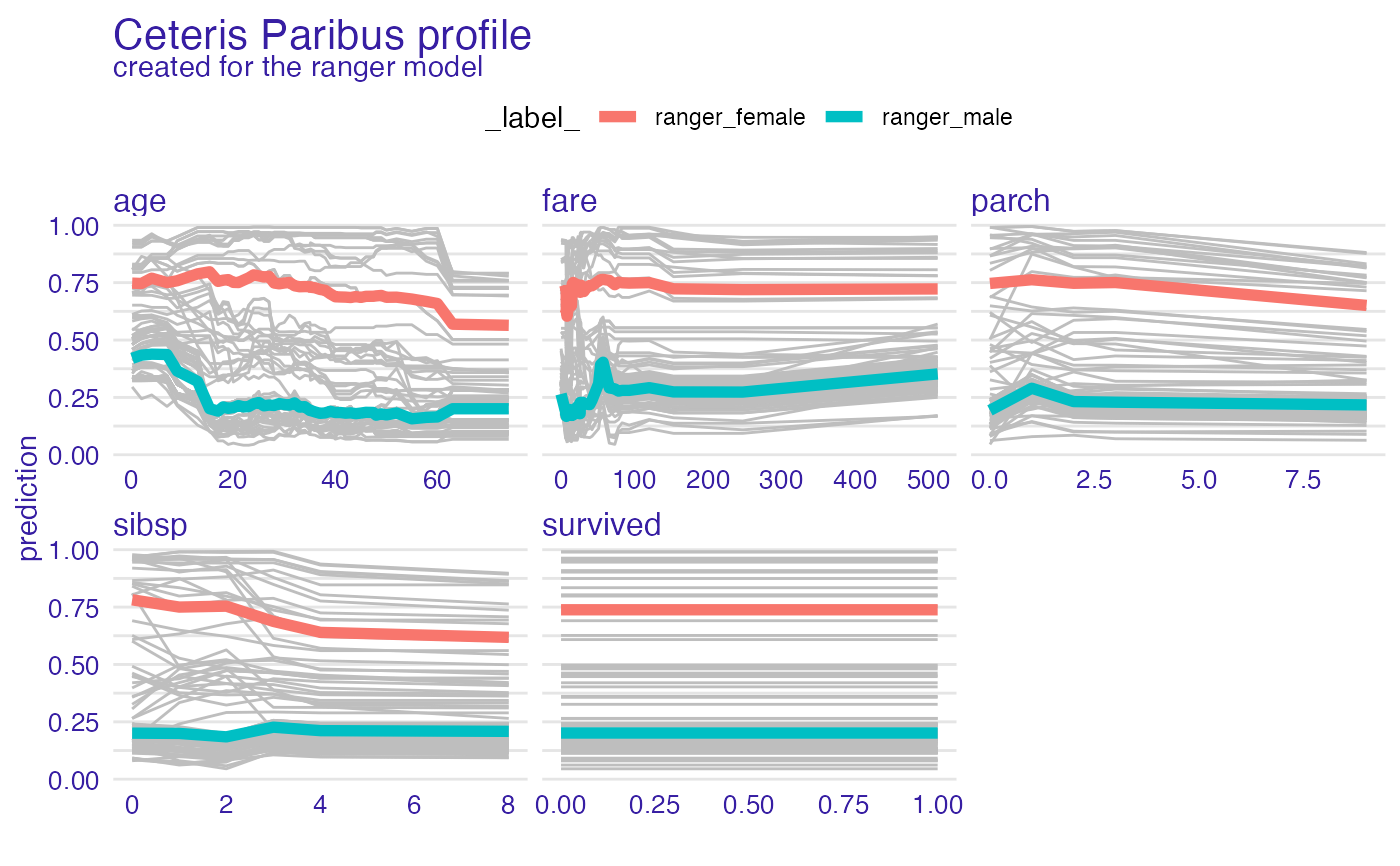 Ceteris Paribus profile
created for the ranger model
_label_ ranger_female ranger_male
age fare parch
1.00
0.75
0.50
0.25
0.00
0 20 40 60 0 100 200 300 400 500 0.0 2.5 5.0 7.5
prediction
sibsp survived
1.00
0.75
0.50
0.25
0.00
0 2 4 6 8 0.00 0.25 0.50 0.75 1.00